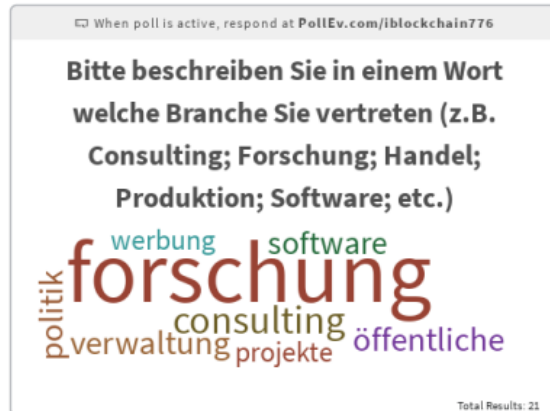 When poll is active, respond at PollEv.com/iblockchain776
Bitte beschreiben Sie in einem Wort
welche Branche Sie vertreten (z.B.
Consulting; Forschung; Handel;
Produktion; Software; etc.)
werbung software
forschung
politik
consulting
verwaltung projekte öffentliche
Total Results: 21